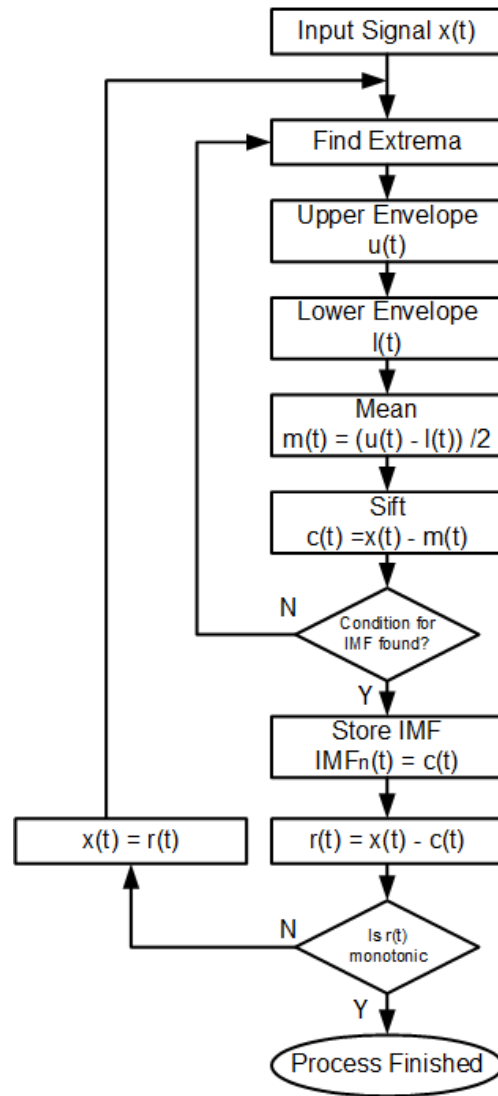 Input Signal x(t)
Find Extrema
Upper Envelope
u(t)
Lower Envelope
l(t)
Mean
m(t) = (u(t) - l(t)) /2
Sift
c(t) =x(t) - m(t)
N
Condition for
IMF found?
Y
Store IMF
IMFn(t) = c(t)
x(t) = r(t)
r(t) = x(t) - c(t)
N
Is r(t)
monotonic
Y
Process Finished